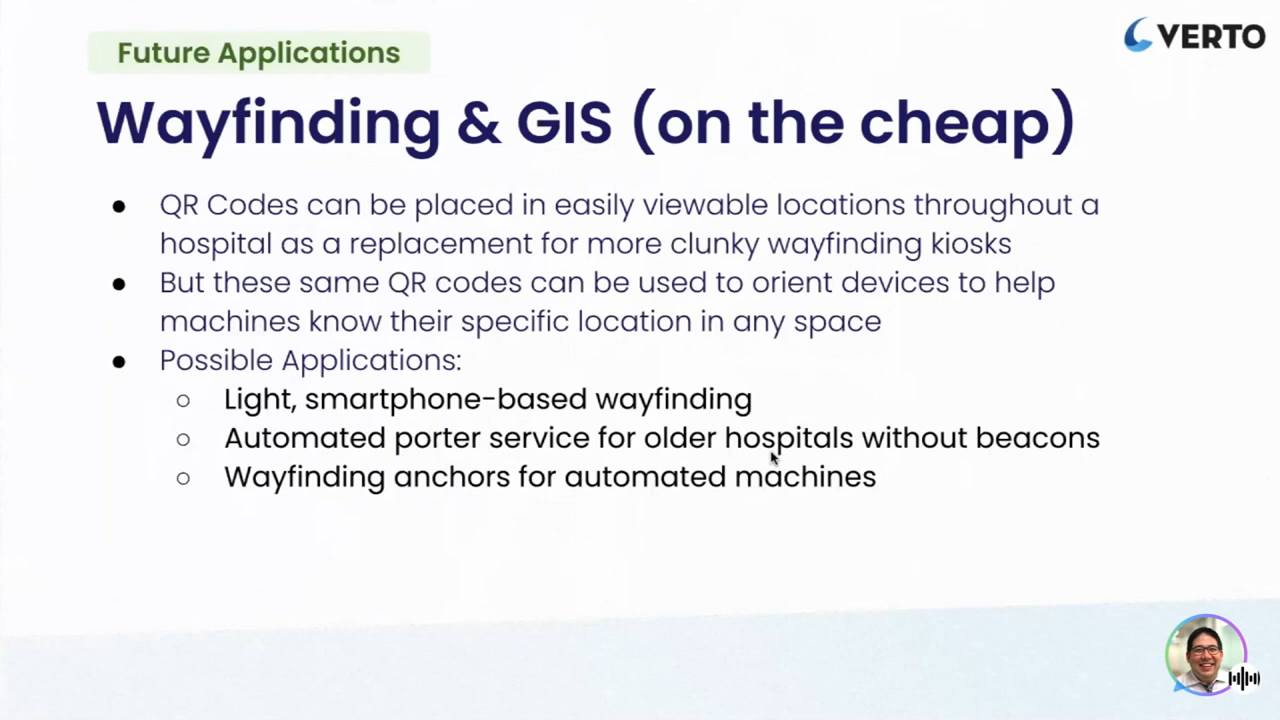 Future Applications
VERTO
Wayfinding & GIS (on the cheap)
● QR Codes can be placed in easily viewable locations throughout a
hospital as a replacement for more clunky wayfinding kiosks
● But these same QR codes can be used to orient devices to help
machines know their specific location in any space
● Possible Applications:
○ Light, smartphone-based wayfinding
○ Automated porter service for older hospitals without beacons
○ Wayfinding anchors for automated machines